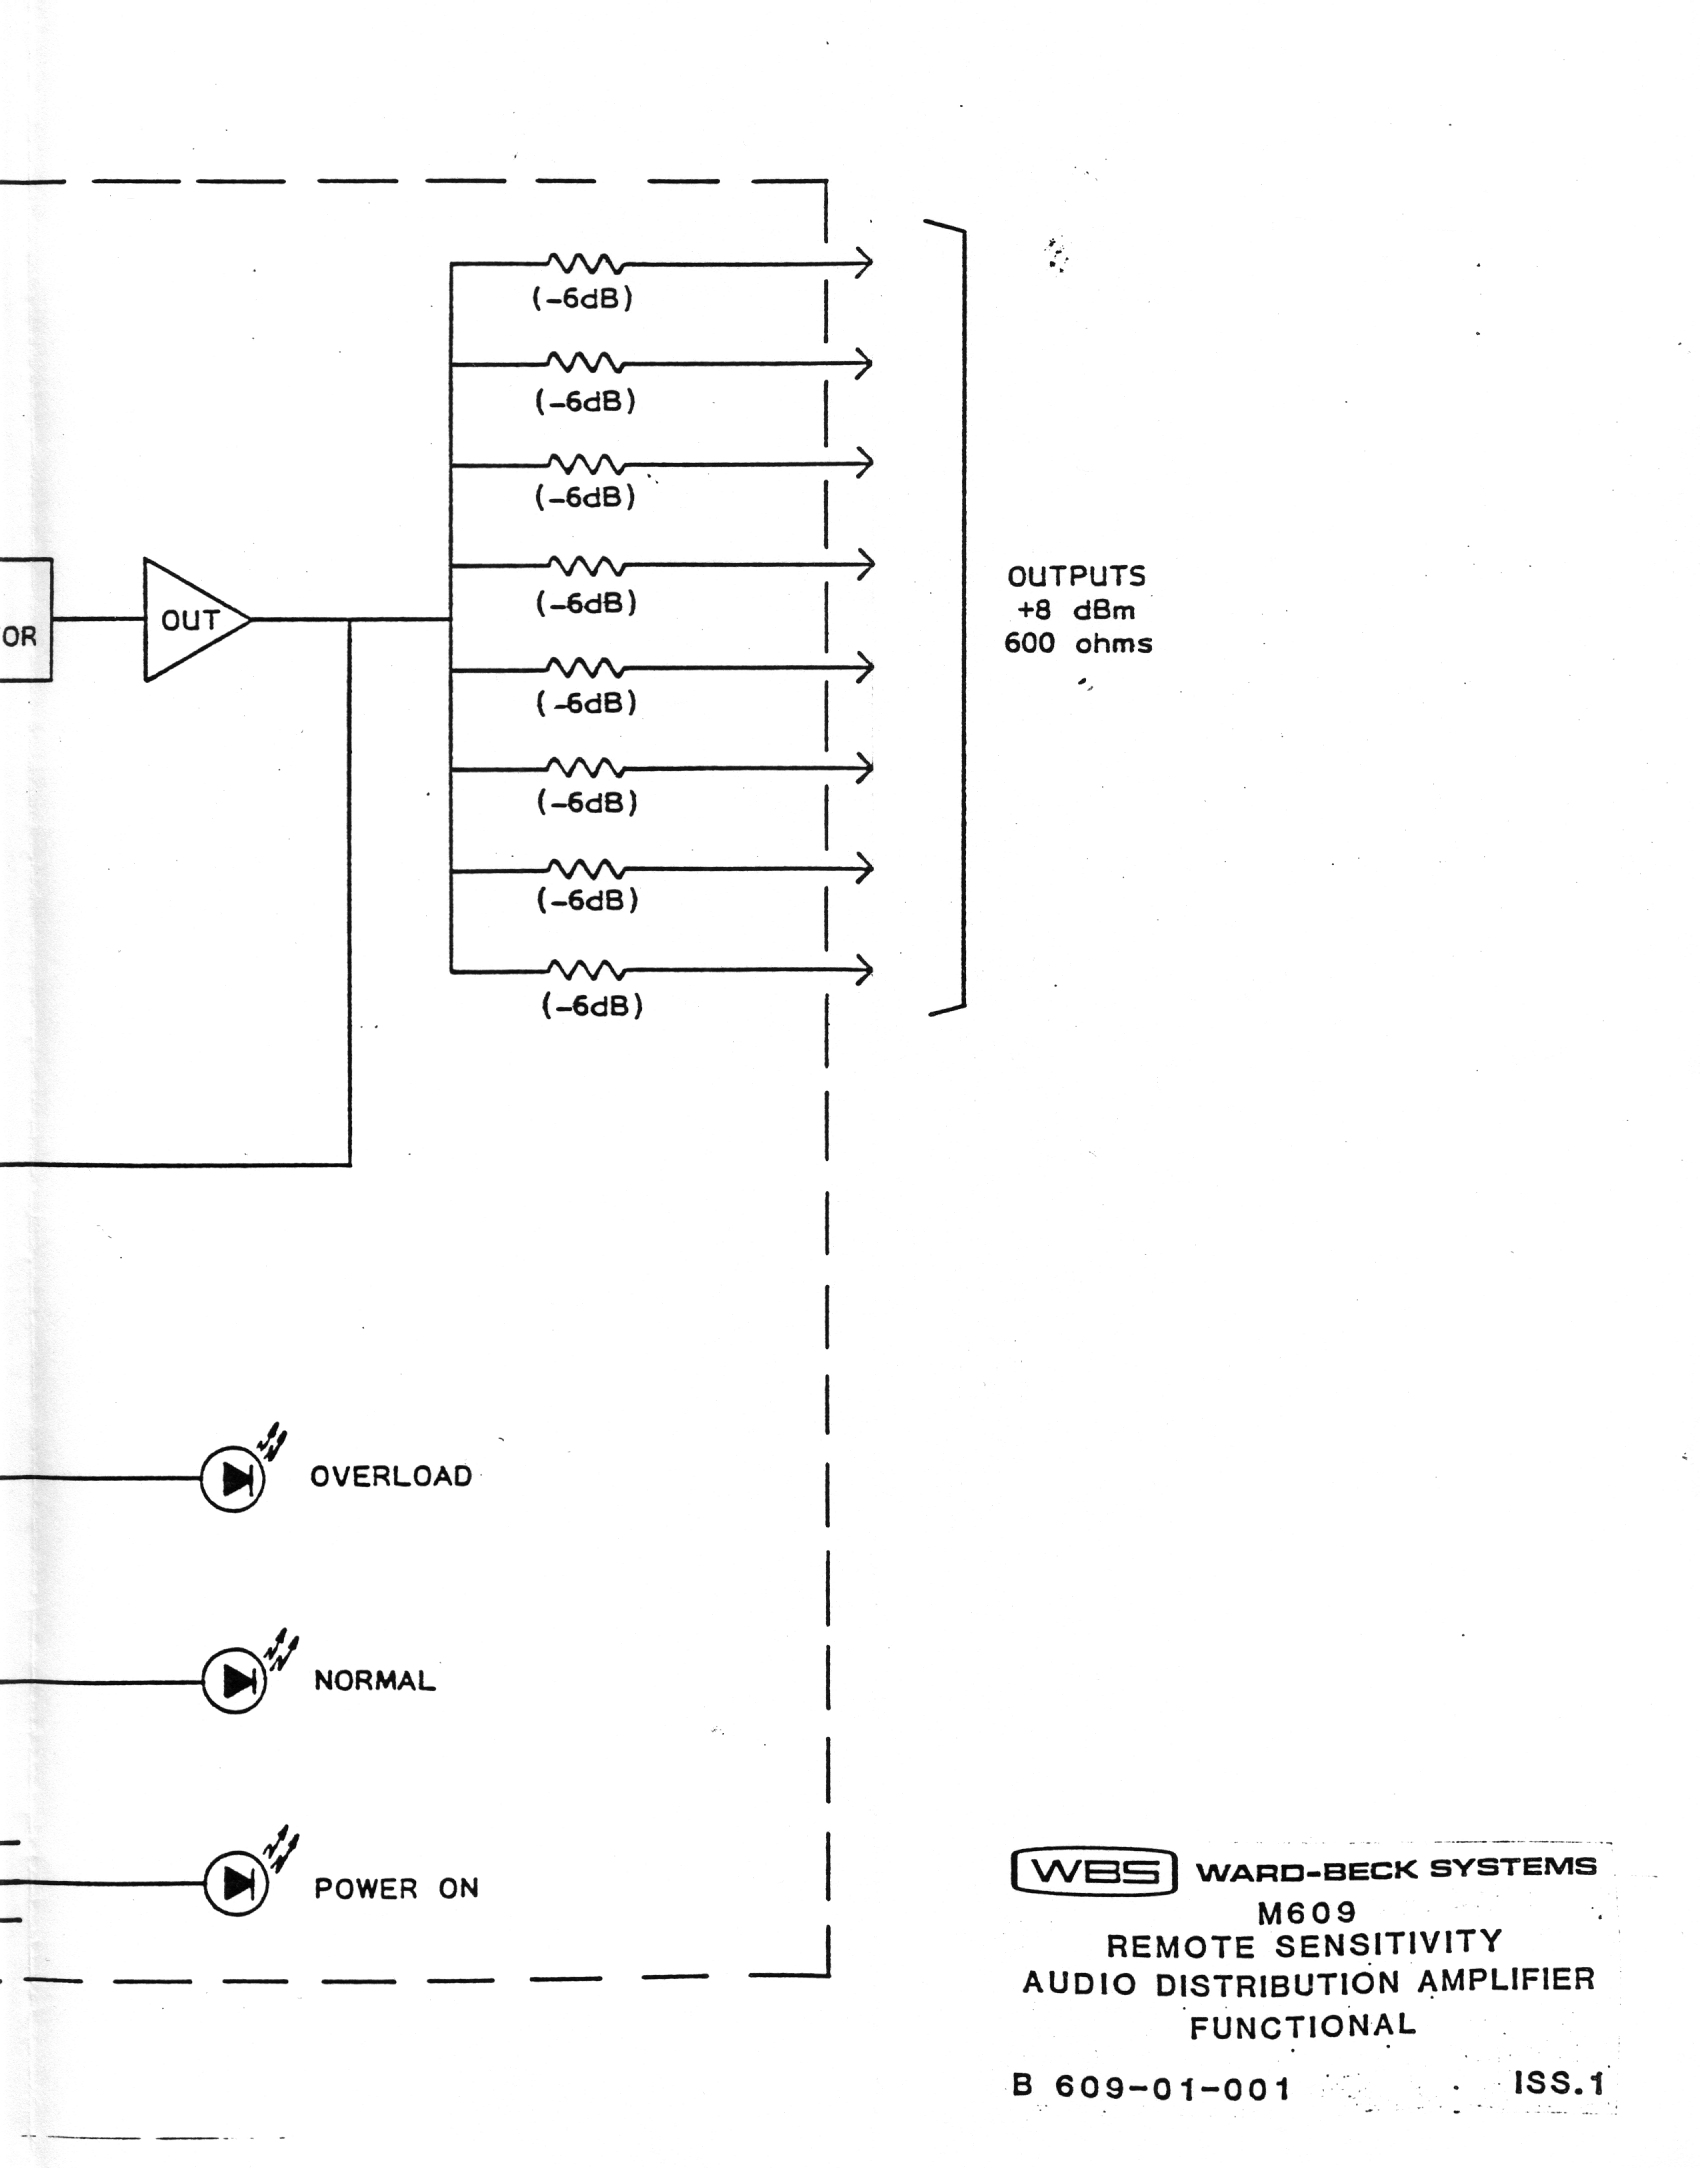 (-6dB)
(-6dB)
(-6dB)
(-6dB)
(-6dB)
(-6dB)
(-6dB)
(-6dB)
OUTPUTS
+8 dBm
600 ohms
OR
OUT
OVERLOAD
NORMAL
POWER ON
WBS WARD-BECK SYSTEMS
M609
REMOTE SENSITIVITY
AUDIO DISTRIBUTION AMPLIFIER
FUNCTIONAL
B 609-01-001 ISS.1